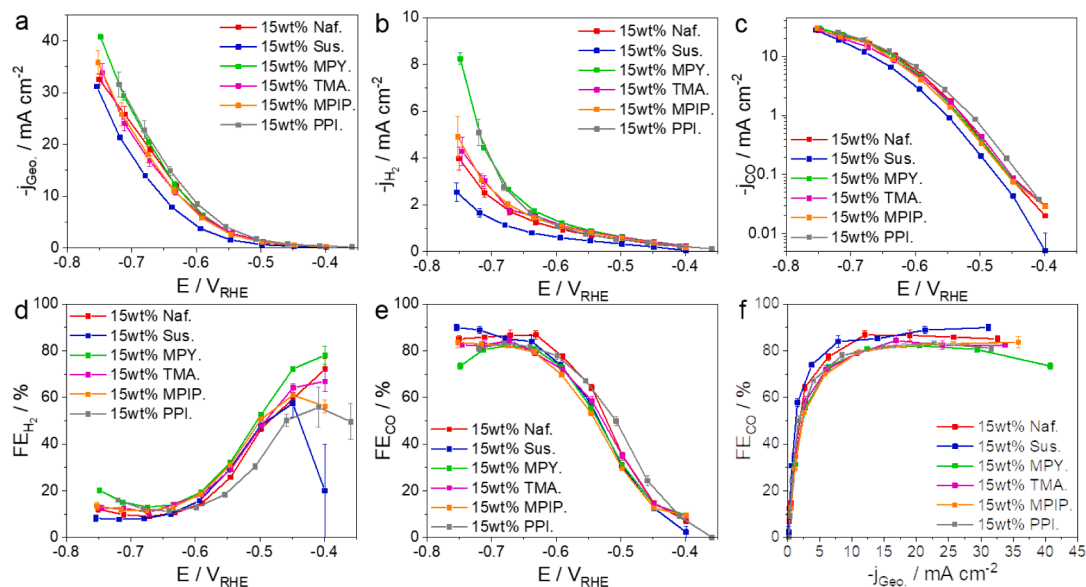 a
-j_Geo. / mA cm⁻²
40
30
20
10
0
15wt% Naf.
15wt% Sus.
15wt% MPY.
15wt% TMA.
15wt% MPIP.
15wt% PPI.
-0.8 -0.7 -0.6 -0.5 -0.4
E / V_RHE
b
-j_H₂ / mA cm⁻²
10
8
6
4
2
0
15wt% Naf.
15wt% Sus.
15wt% MPY.
15wt% TMA.
15wt% MPIP.
15wt% PPI.
-0.8 -0.7 -0.6 -0.5 -0.4
E / V_RHE
c
-j_CO / mA cm⁻²
10
1
0.1
0.01
15wt% Naf.
15wt% Sus.
15wt% MPY.
15wt% TMA.
15wt% MPIP.
15wt% PPI.
-0.8 -0.7 -0.6 -0.5 -0.4
E / V_RHE
d
FE_H₂ / %
100
80
60
40
20
0
15wt% Naf.
15wt% Sus.
15wt% MPY.
15wt% TMA.
15wt% MPIP.
15wt% PPI.
-0.8 -0.7 -0.6 -0.5 -0.4
E / V_RHE
e
FE_CO / %
100
80
60
40
20
0
15wt% Naf.
15wt% Sus.
15wt% MPY.
15wt% TMA.
15wt% MPIP.
15wt% PPI.
-0.8 -0.7 -0.6 -0.5 -0.4
E / V_RHE
f
FE_CO / %
100
80
60
40
20
0
15wt% Naf.
15wt% Sus.
15wt% MPY.
15wt% TMA.
15wt% MPIP.
15wt% PPI.
0 5 10 15 20 25 30 35 40 45
-j_Geo. / mA cm⁻²